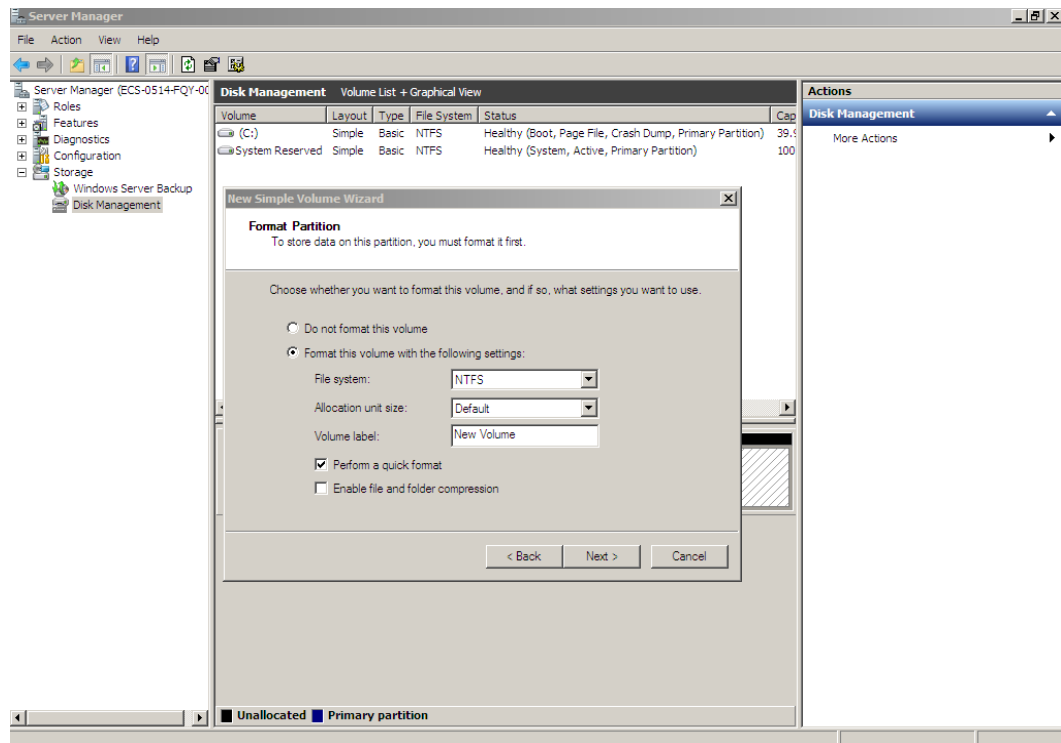 Server Manager
File Action View Help
Server Manager (ECS-0514-FQY-00
Roles
Features
Diagnostics
Configuration
Storage
Windows Server Backup
Disk Management
Disk Management Volume List + Graphical View
Volume Layout Type File System Status Cap
(C:) Simple Basic NTFS Healthy (Boot, Page File, Crash Dump, Primary Partition) 39.9
System Reserved Simple Basic NTFS Healthy (System, Active, Primary Partition) 100
New Simple Volume Wizard
Format Partition
To store data on this partition, you must format it first.
Choose whether you want to format this volume, and if so, what settings you want to use.
Do not format this volume
Format this volume with the following settings:
File system: NTFS
Allocation unit size: Default
Volume label: New Volume
Perform a quick format
Enable file and folder compression
< Back Next > Cancel
Unallocated Primary partition
Actions
Disk Management
More Actions